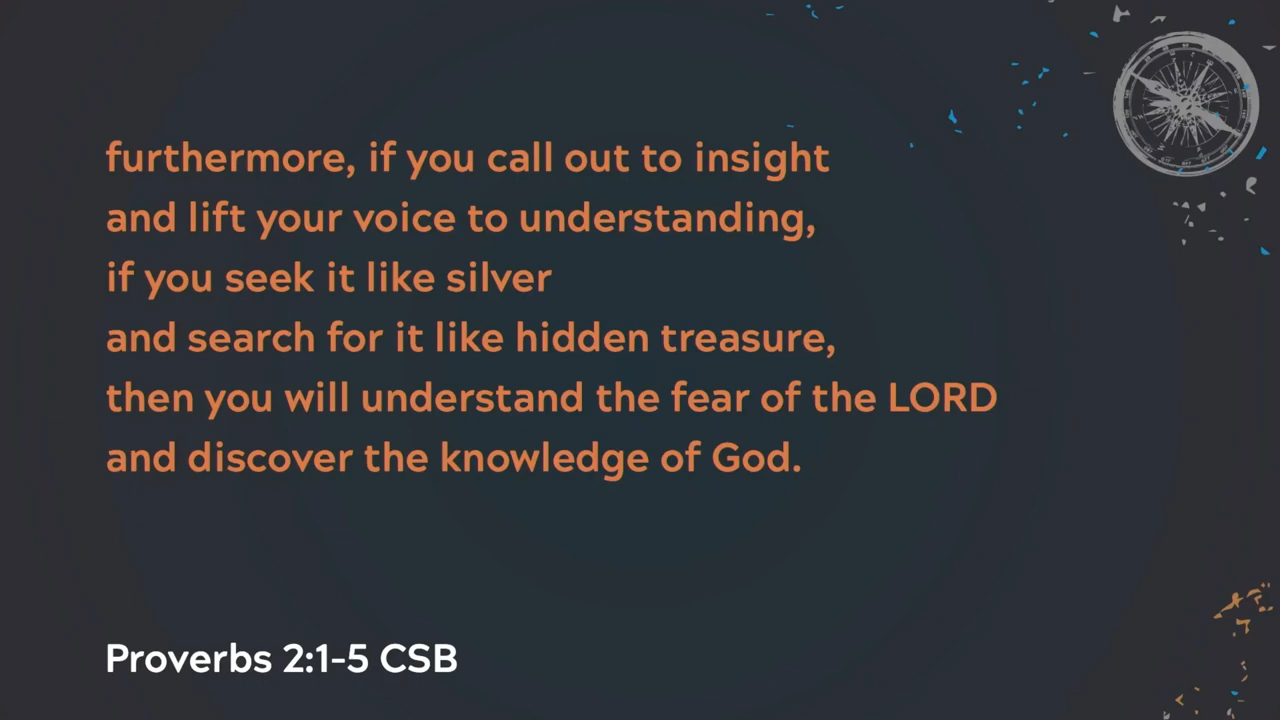 furthermore, if you call out to insight
and lift your voice to understanding,
if you seek it like silver
and search for it like hidden treasure,
then you will understand the fear of the LORD
and discover the knowledge of God.
Proverbs 2:1-5 CSB